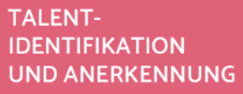 TALENT-
IDENTIFIKATION
UND ANERKENNUNG